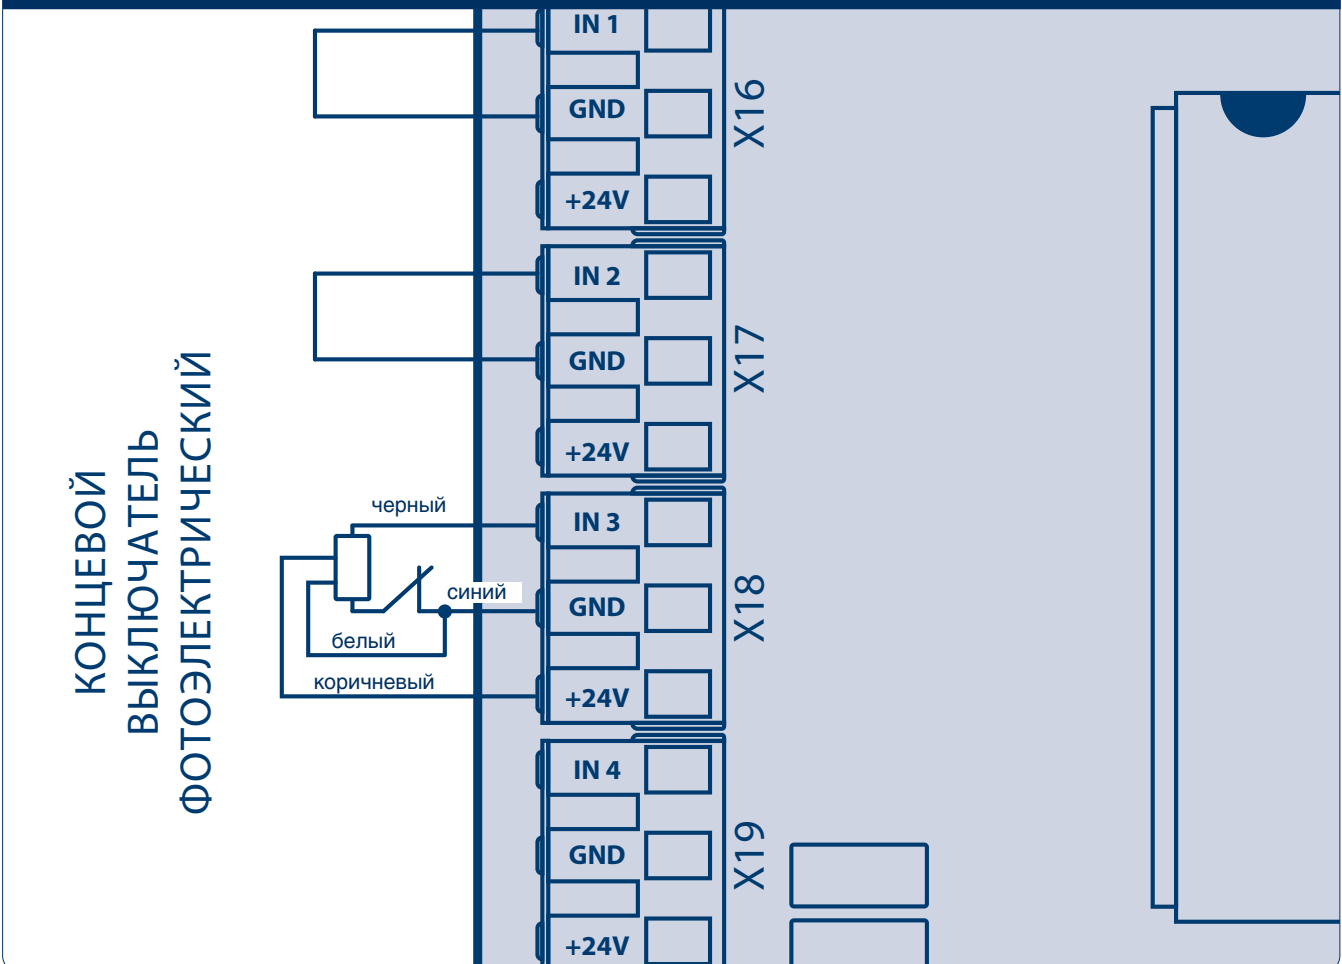 КОНЦЕВОЙ
ВЫКЛЮЧАТЕЛЬ
ФОТОЭЛЕКТРИЧЕСКИЙ
IN 1
GND
+24V
X16
IN 2
GND
+24V
X17
черный
синий
белый
коричневый
IN 3
GND
+24V
X18
IN 4
GND
+24V
X19